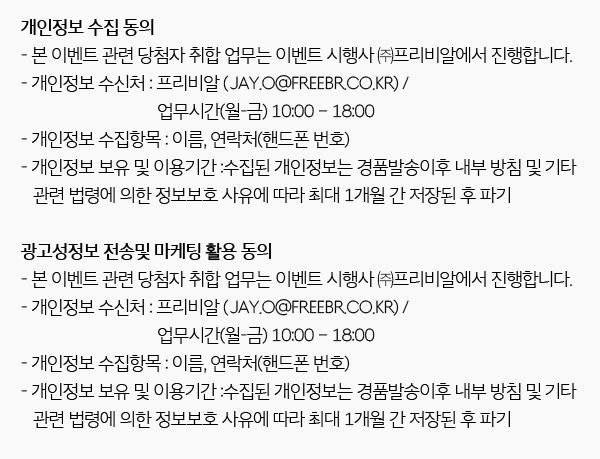 개인정보 수집 동의
- 본 이벤트 관련 당첨자 취합 업무는 이벤트 시행사 ㈜프리비알에서 진행합니다.
- 개인정보 수신처 : 프리비알 ( JAY.O@FREEBR.CO.KR) /
업무시간(월-금) 10:00 – 18:00
- 개인정보 수집항목 : 이름, 연락처(핸드폰 번호)
- 개인정보 보유 및 이용기간 :수집된 개인정보는 경품발송이후 내부 방침 및 기타
관련 법령에 의한 정보보호 사유에 따라 최대 1개월 간 저장된 후 파기
광고성정보 전송및 마케팅 활용 동의
- 본 이벤트 관련 당첨자 취합 업무는 이벤트 시행사 ㈜프리비알에서 진행합니다.
- 개인정보 수신처 : 프리비알 ( JAY.O@FREEBR.CO.KR) /
업무시간(월-금) 10:00 – 18:00
- 개인정보 수집항목 : 이름, 연락처(핸드폰 번호)
- 개인정보 보유 및 이용기간 :수집된 개인정보는 경품발송이후 내부 방침 및 기타
관련 법령에 의한 정보보호 사유에 따라 최대 1개월 간 저장된 후 파기